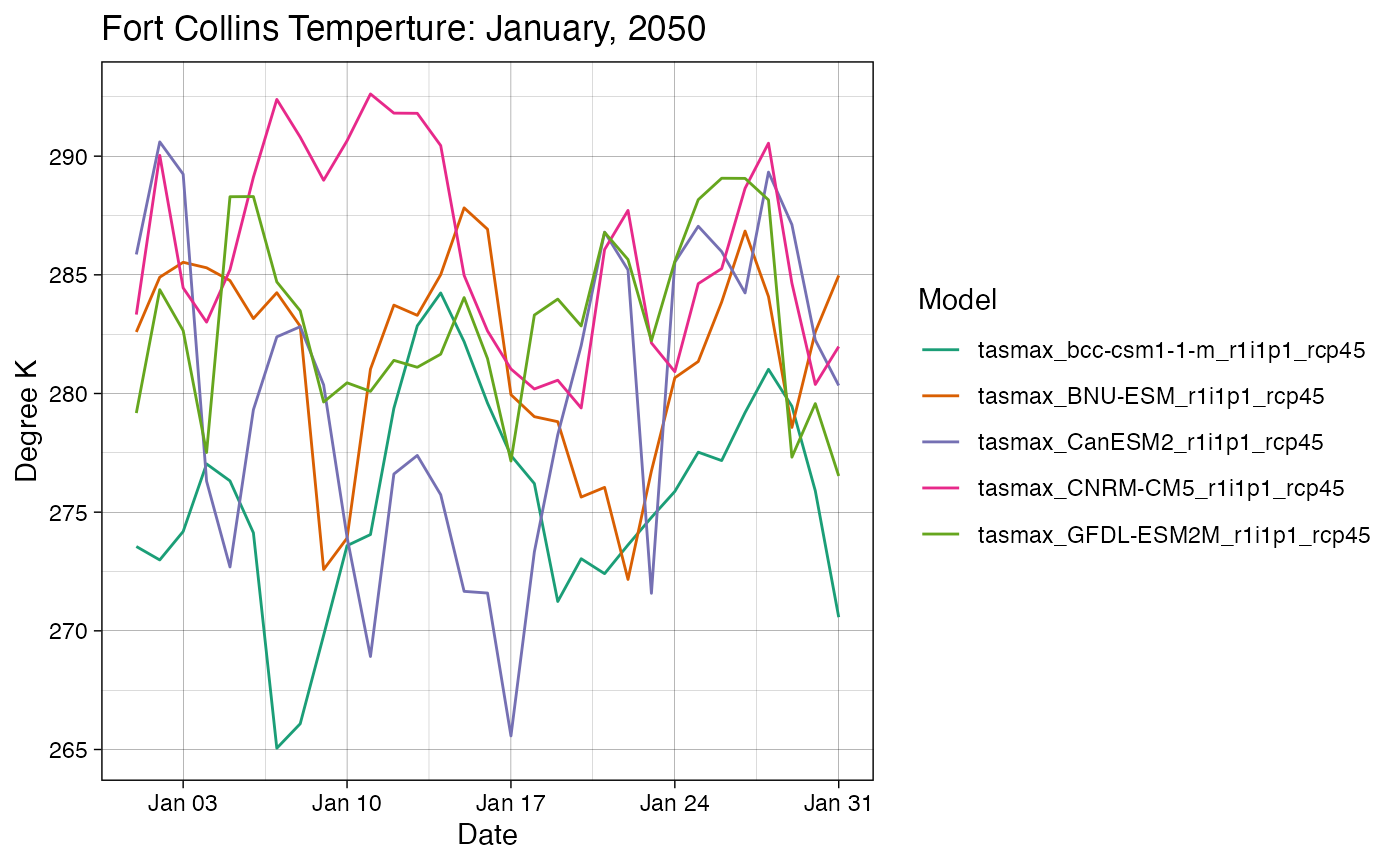 Fort Collins Temperture: January, 2050
Degree K
290
285
280
275
270
265
Jan 03 Jan 10 Jan 17 Jan 24 Jan 31
Date
Model
tasmax_bcc-csm1-1-m_r1i1p1_rcp45
tasmax_BNU-ESM_r1i1p1_rcp45
tasmax_CanESM2_r1i1p1_rcp45
tasmax_CNRM-CM5_r1i1p1_rcp45
tasmax_GFDL-ESM2M_r1i1p1_rcp45